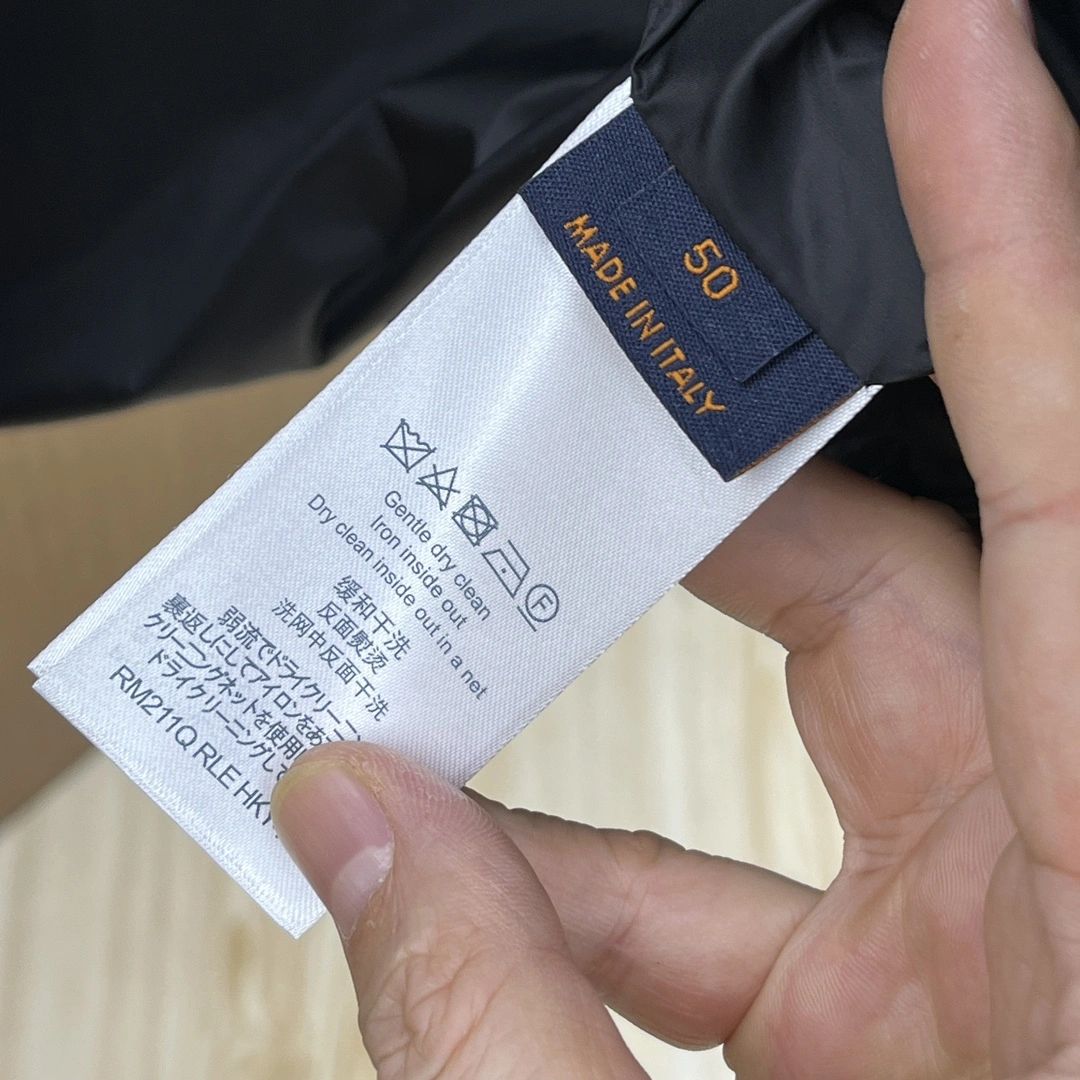 50
MADE IN ITALY
F
Gentle dry clean
Iron inside out
Dry clean inside out in a net
缓和干洗
反面熨烫
洗网中反面干洗
弱流でドライクリーニ
裏返しにしてアイロンをあ
クリーニングネットを使用し
ドライクリーニングして
RM211Q RLE HK